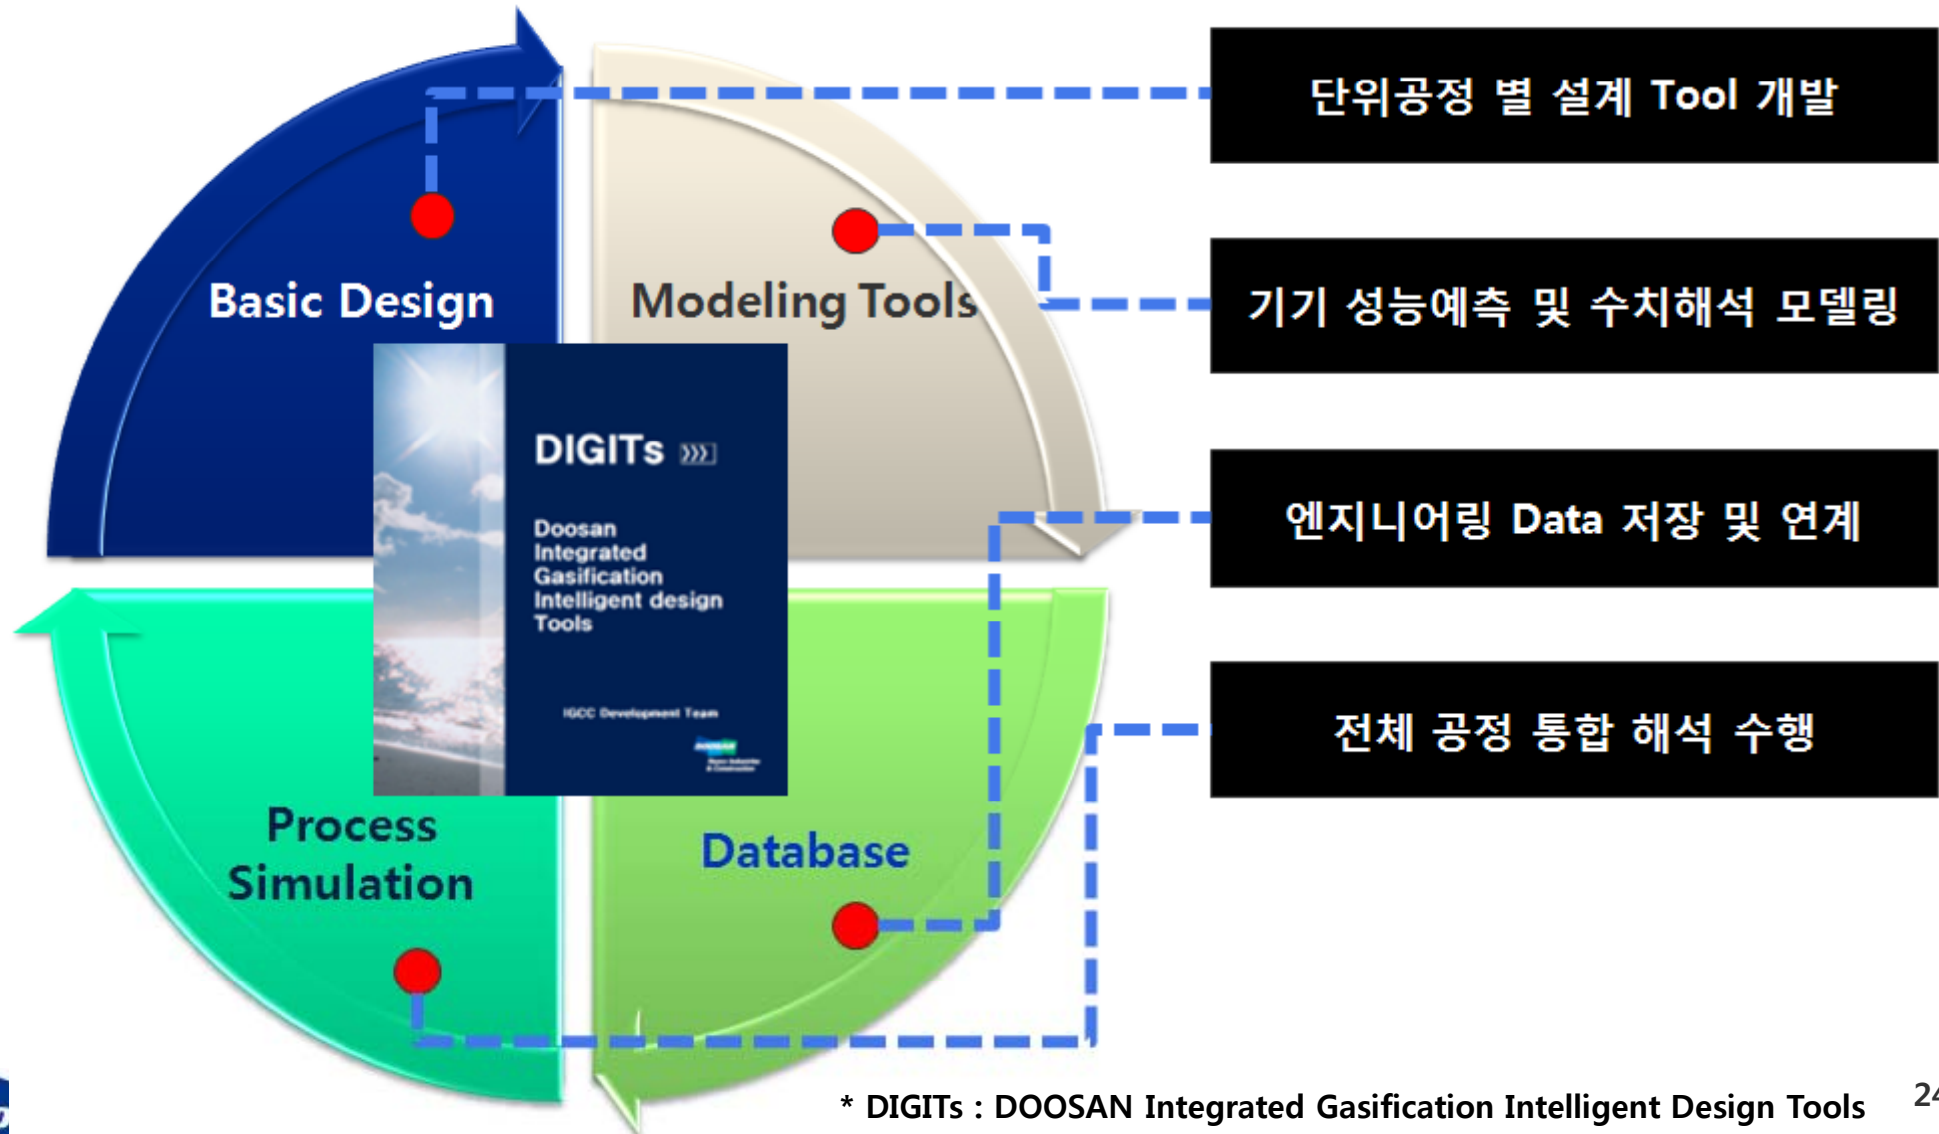 단위공정 별 설계 Tool 개발
Basic Design
Modeling Tools
기기 성능예측 및 수치해석 모델링
DIGITs
Doosan
Integrated
Gasification
Intelligent design
Tools
IGCC Development Team
DOOSAN
엔지니어링 Data 저장 및 연계
전체 공정 통합 해석 수행
Process
Simulation
Database
* DIGITs : DOOSAN Integrated Gasification Intelligent Design Tools
24